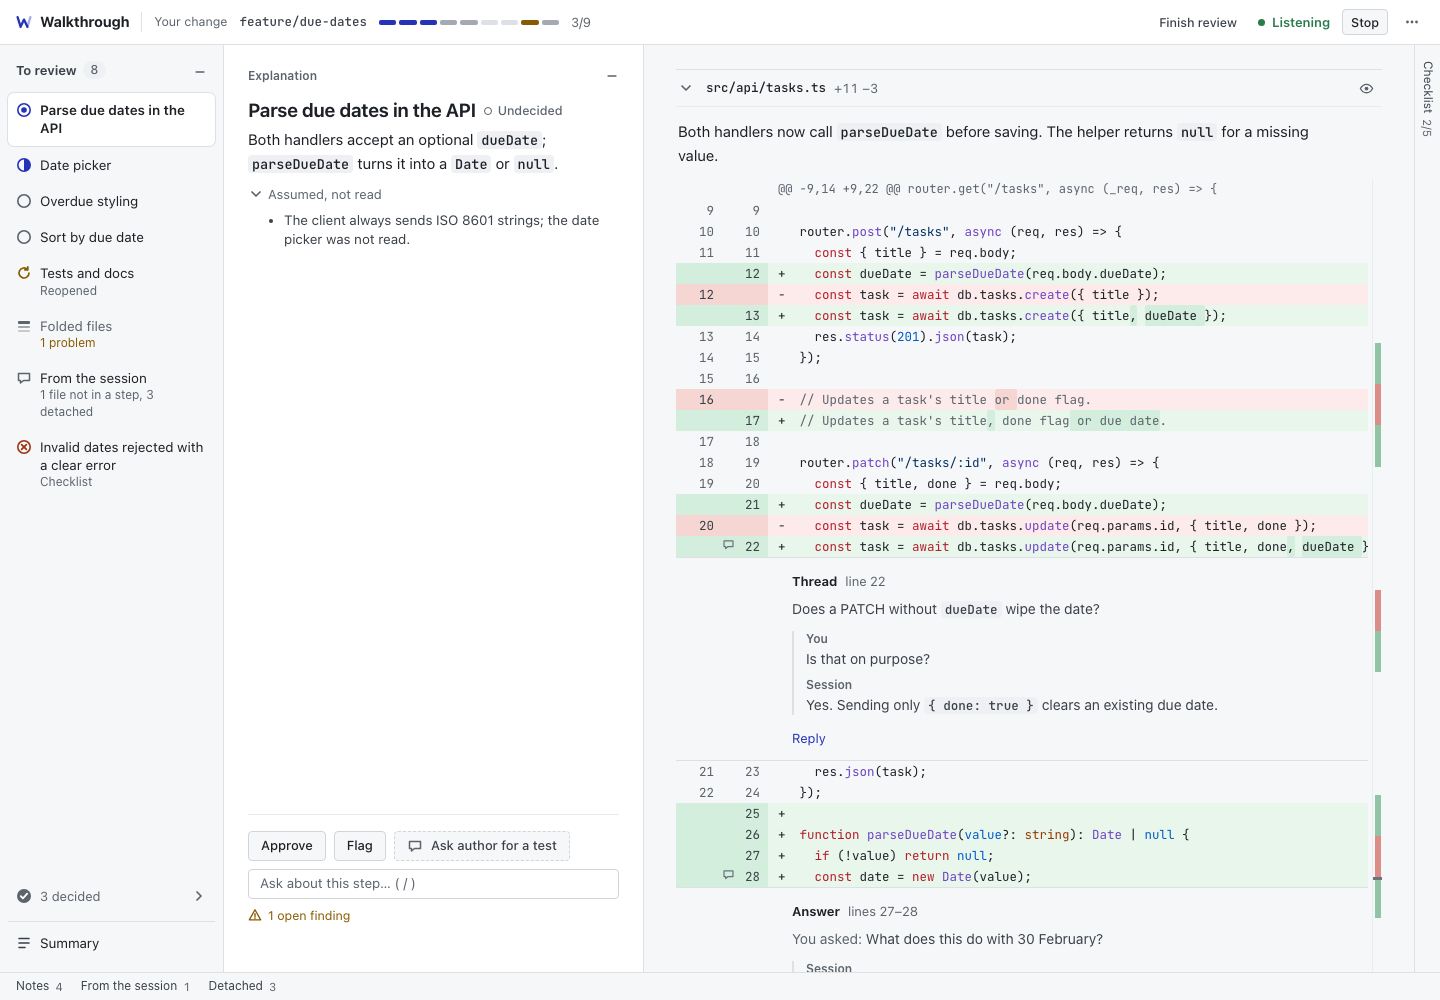 Walkthrough
Your change feature/due-dates 3/9
Finish review
Listening
Stop
To review 8
Parse due dates in the
API
Date picker
Overdue styling
Sort by due date
Tests and docs
Reopened
Folded files
1 problem
From the session
1 file not in a step, 3
detached
Invalid dates rejected with
a clear error
Checklist
3 decided
Summary
Explanation
Parse due dates in the API Undecided
Both handlers accept an optional dueDate;
parseDueDate turns it into a Date or null.
Assumed, not read
• The client always sends ISO 8601 strings; the date
picker was not read.
Approve
Flag
Ask author for a test
Ask about this step… ( / )
1 open finding
src/api/tasks.ts +11 −3
Both handlers now call parseDueDate before saving. The helper returns null for a missing
value.
@@ -9,14 +9,22 @@ router.get("/tasks", async (_req, res) => {
9 9
10 10 router.post("/tasks", async (req, res) => {
11 11 const { title } = req.body;
12 + const dueDate = parseDueDate(req.body.dueDate);
12 - const task = await db.tasks.create({ title });
13 + const task = await db.tasks.create({ title, dueDate });
13 14 res.status(201).json(task);
14 15 });
15 16
16 - // Updates a task's title or done flag.
17 + // Updates a task's title, done flag or due date.
17 18
18 19 router.patch("/tasks/:id", async (req, res) => {
19 20 const { title, done } = req.body;
21 + const dueDate = parseDueDate(req.body.dueDate);
20 - const task = await db.tasks.update(req.params.id, { title, done });
22 + const task = await db.tasks.update(req.params.id, { title, done, dueDate }
Thread line 22
Does a PATCH without dueDate wipe the date?
You
Is that on purpose?
Session
Yes. Sending only { done: true } clears an existing due date.
Reply
21 23 res.json(task);
22 24 });
25 +
26 + function parseDueDate(value?: string): Date | null {
27 + if (!value) return null;
28 + const date = new Date(value);
Answer lines 27–28
You asked: What does this do with 30 February?
Session
Checklist 2/5
Notes 4
From the session 1
Detached 3